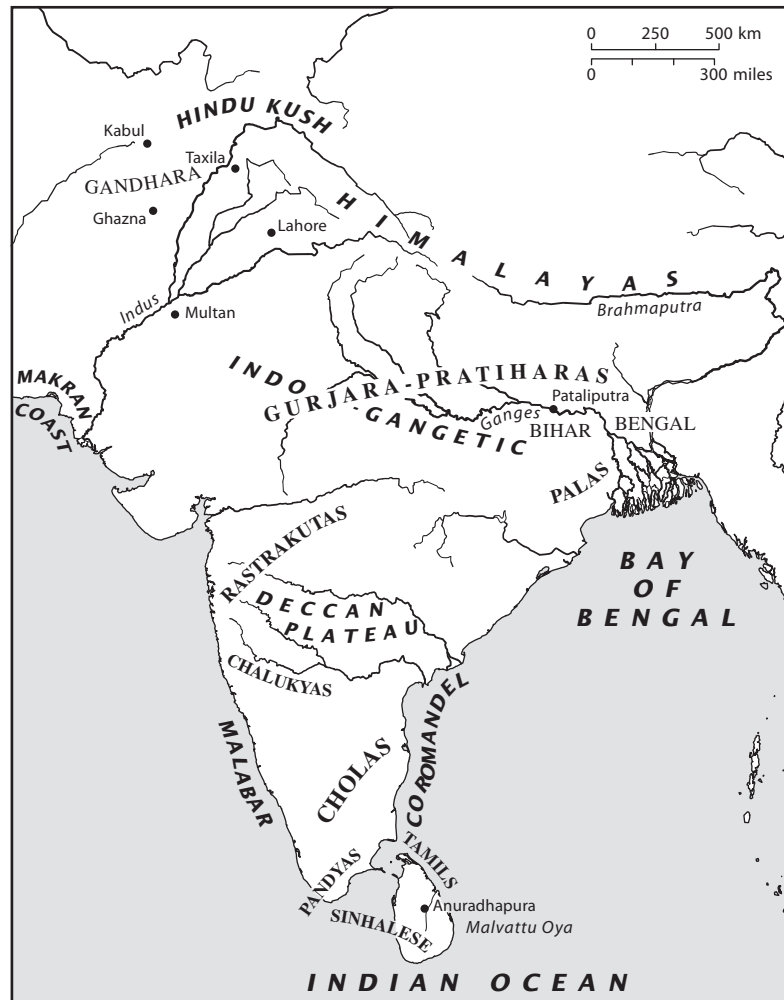 0 250 500 km
0 300 miles
HINDU KUSH
Kabul
Taxila
GANDHARA
Ghazna
Lahore
HIMALAYAS
Indus
Multan
Brahmaputra
MAKRAN
COAST
INDO
-GANGETIC
GURJARA-PRATIHARAS
Pataliputra
Ganges
BIHAR
BENGAL
PALAS
RASTRAKUTAS
BAY
OF
BENGAL
DECCAN
PLATEAU
CHALUKYAS
MALABAR
CHOLAS
COROMANDEL
TAMILS
PANDYAS
Anuradhapura
SINHALESE
Malvattu Oya
INDIAN OCEAN